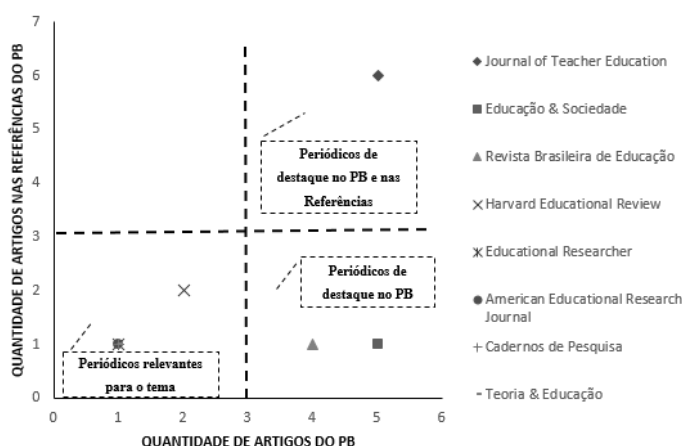 QUANTIDADE DE ARTIGOS NAS REFERÊNCIAS DO PB
7
6
5
4
3
2
1
0
0 1 2 3 4 5 6
QUANTIDADE DE ARTIGOS DO PB
Periódicos de
destaque no PB e nas
Referências
Periódicos de
destaque no PB
Periódicos relevantes
para o tema
Journal of Teacher Education
Educação & Sociedade
Revista Brasileira de Educação
Harvard Educational Review
Educational Researcher
American Educational Research
Journal
Cadernos de Pesquisa
Teoria & Educação